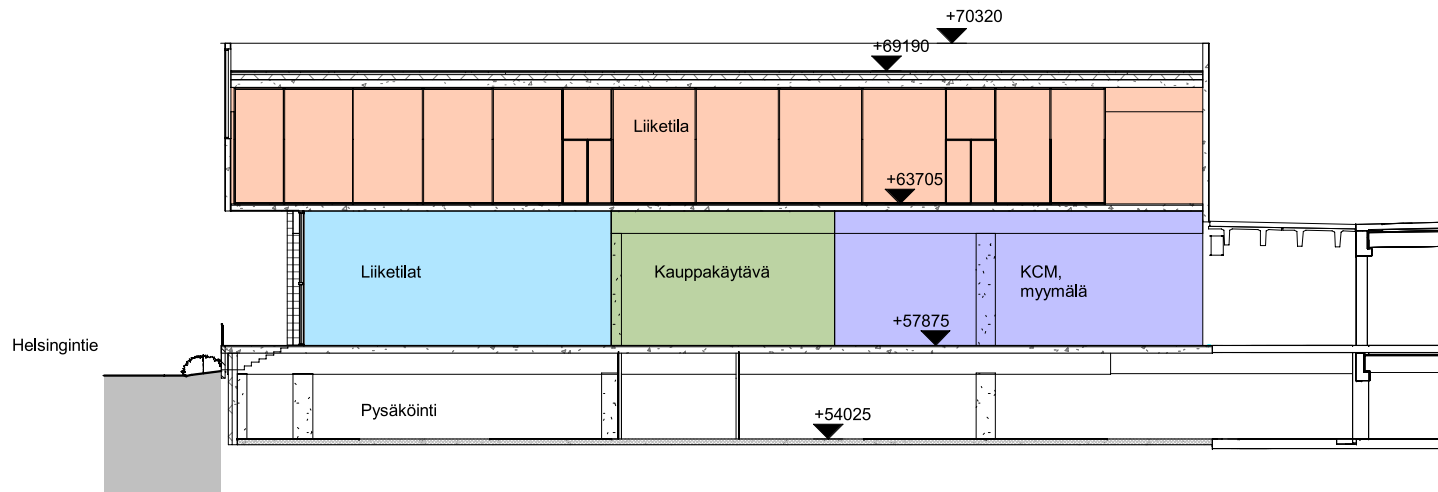 +70320
+69190
Liiketila
+63705
Liiketilat
Kauppakäytävä
KCM,
myymälä
+57875
Helsingintie
Pysäköinti
+54025